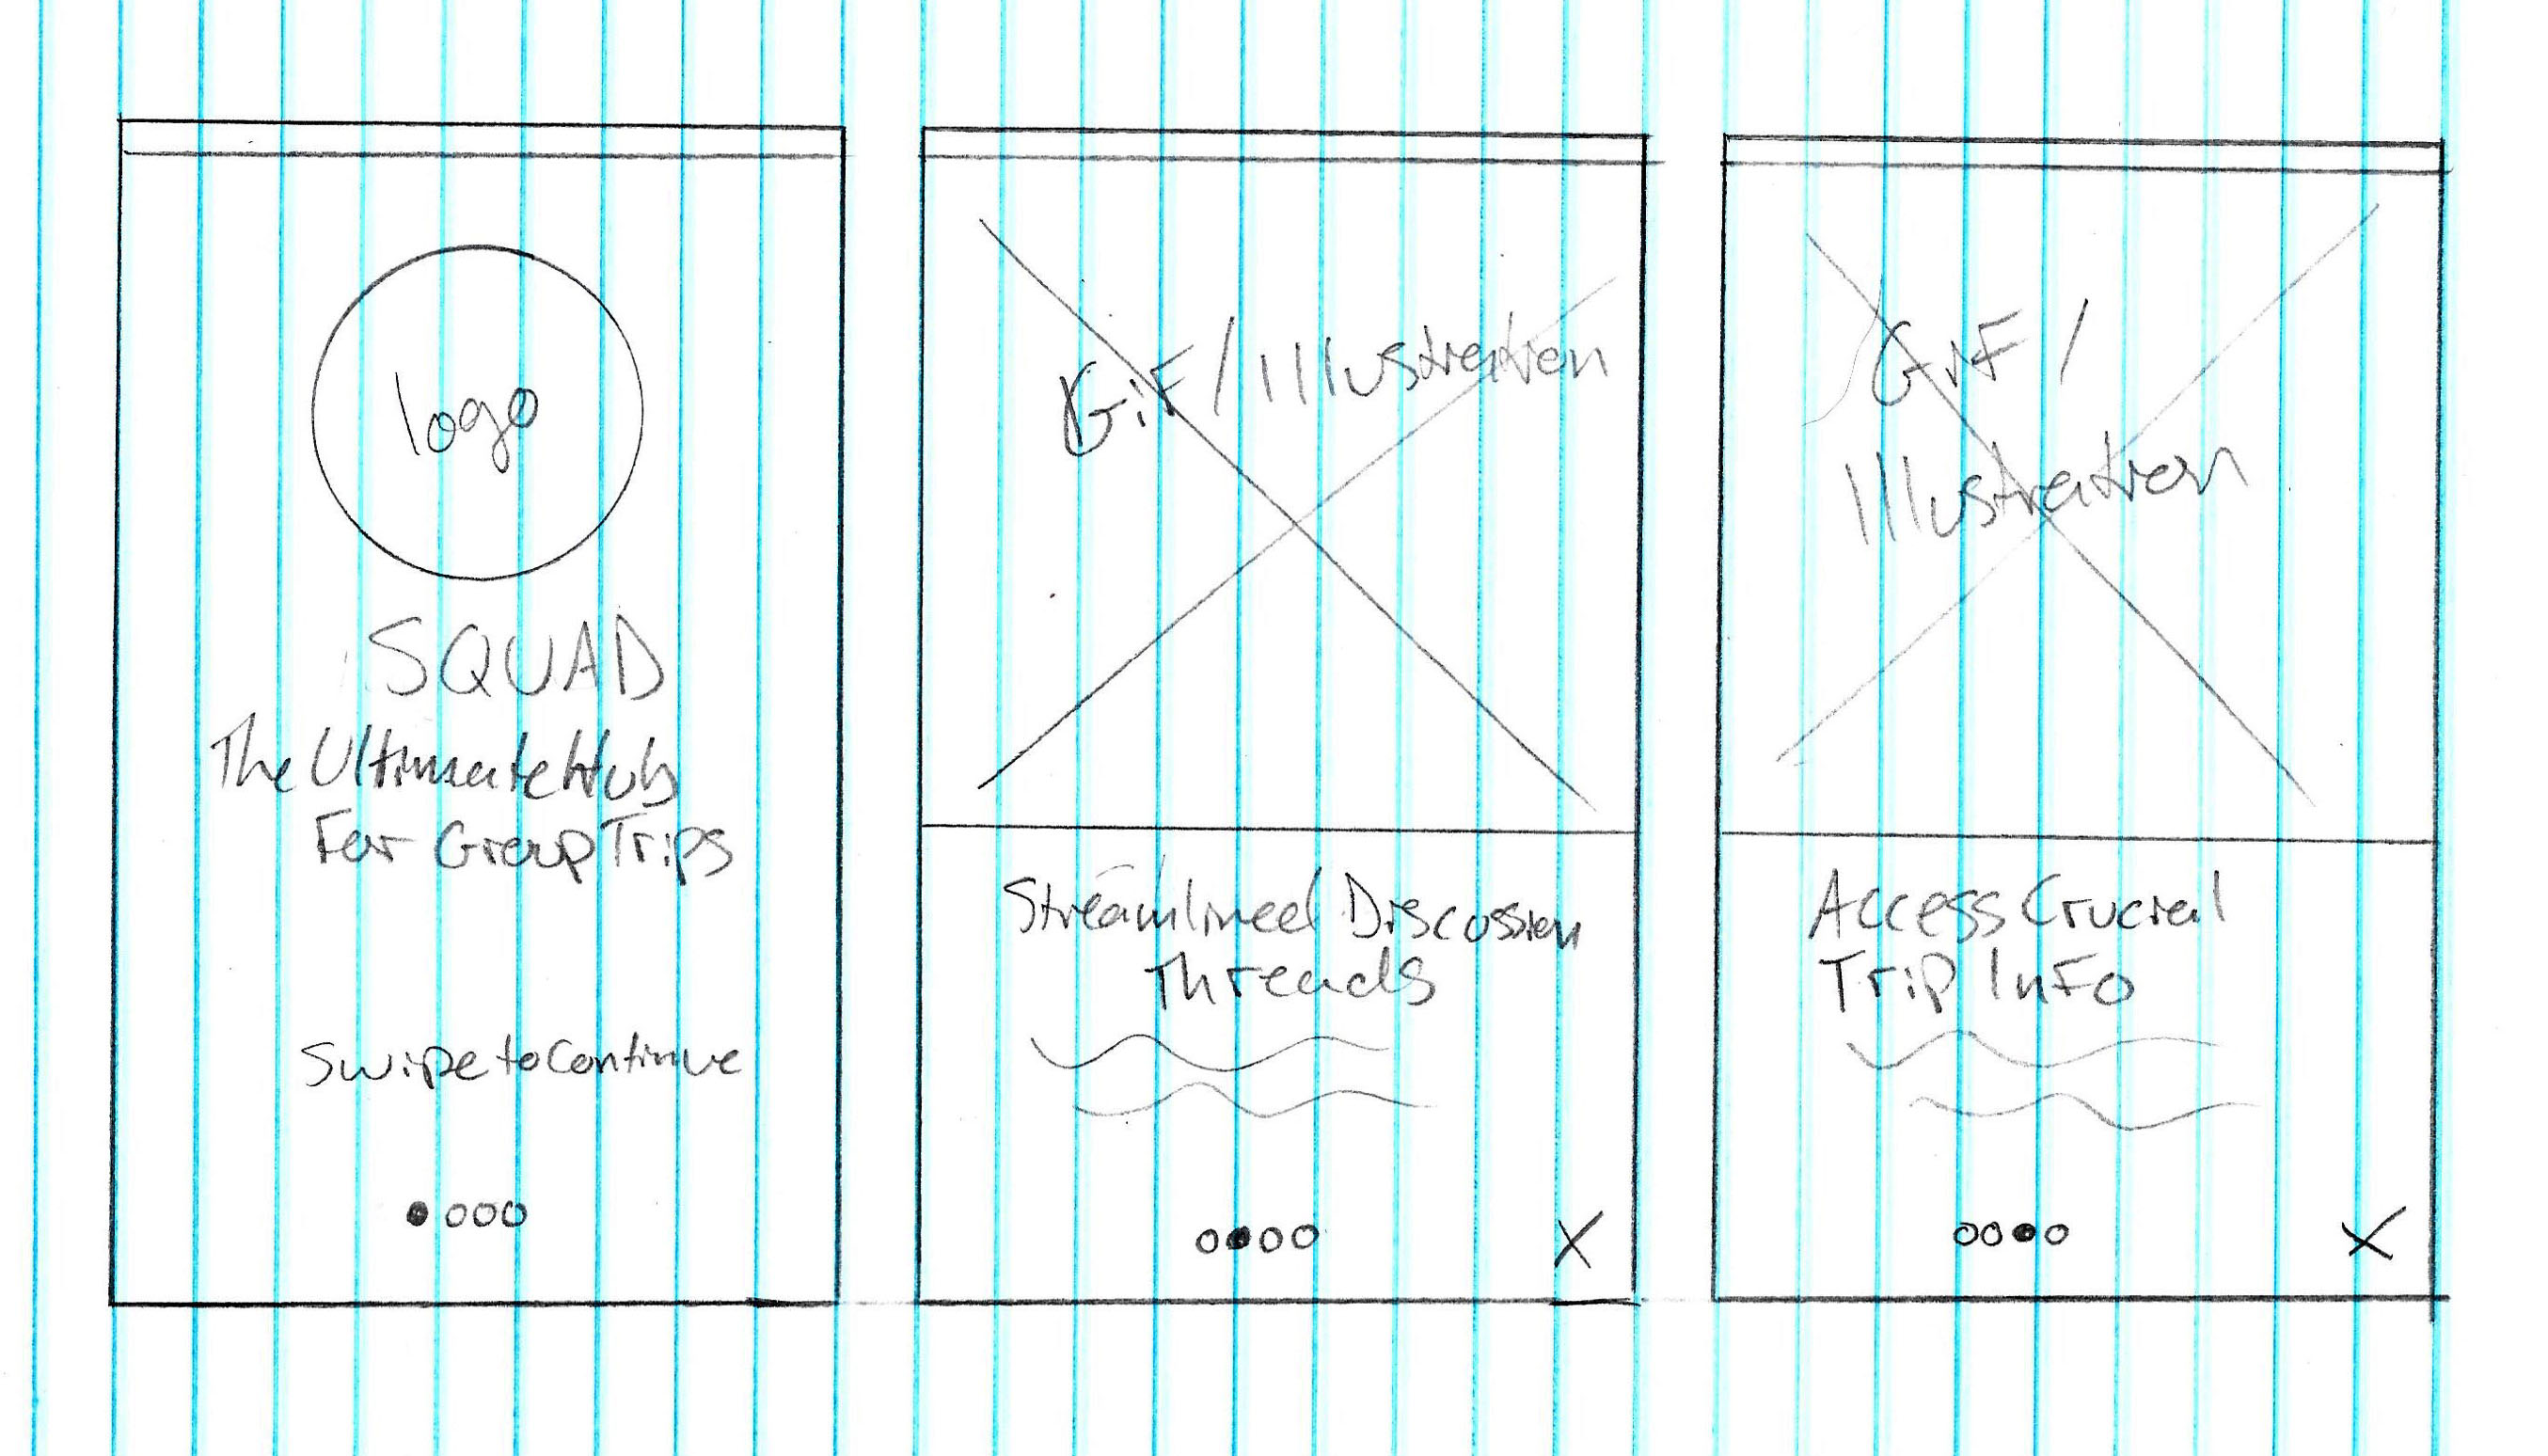 logo
SQUAD
The Ultimate Hub
For Group Trips
Swipe to Continue
GiF / Illustration
Streamlined Discussion
Threads
X
GiF /
Illustration
Access Crucial
Trip Info
X